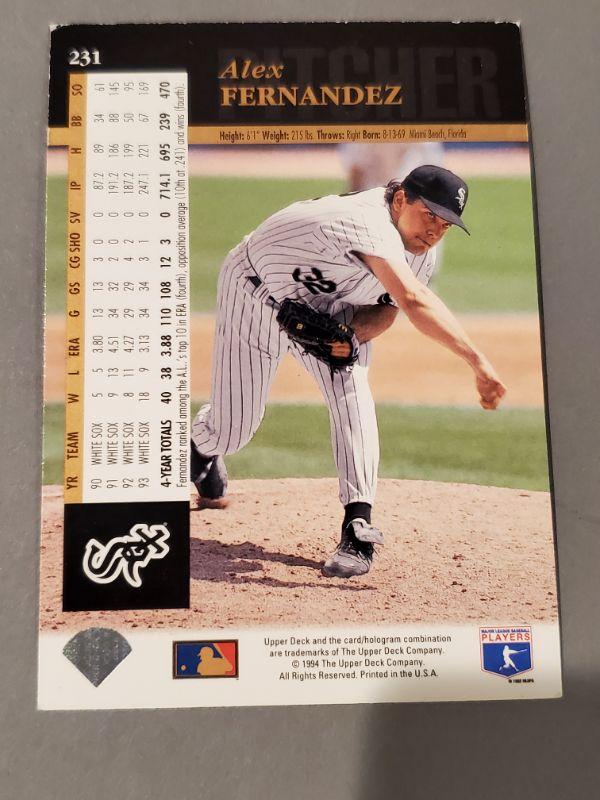 231
PITCHER
Alex
FERNANDEZ
Height: 6'1" Weight: 215 lbs. Throws: Right Born: 8-13-69 Miami Beach, Florida
YR TEAM W L ERA G GS CG SHO SV IP H BB SO
90 WHITE SOX 5 5 3.80 13 13 3 0 0 87.2 89 34 61
91 WHITE SOX 9 13 4.51 34 32 2 0 0 191.2 186 88 145
92 WHITE SOX 8 11 4.27 29 29 4 2 0 187.2 199 50 95
93 WHITE SOX 18 9 3.13 34 34 3 1 0 247.1 221 67 169
4-YEAR TOTALS 40 38 3.88 110 108 12 3 0 714.1 695 239 470
Fernandez ranked among the A.L.'s top 10 in ERA (fourth), opposition average (10th at .241) and wins (fourth).
32
Sox
Sox
Upper Deck and the card/hologram combination
are trademarks of The Upper Deck Company.
© 1994 The Upper Deck Company.
All Rights Reserved. Printed in the U.S.A.
MAJOR LEAGUE BASEBALL
PLAYERS